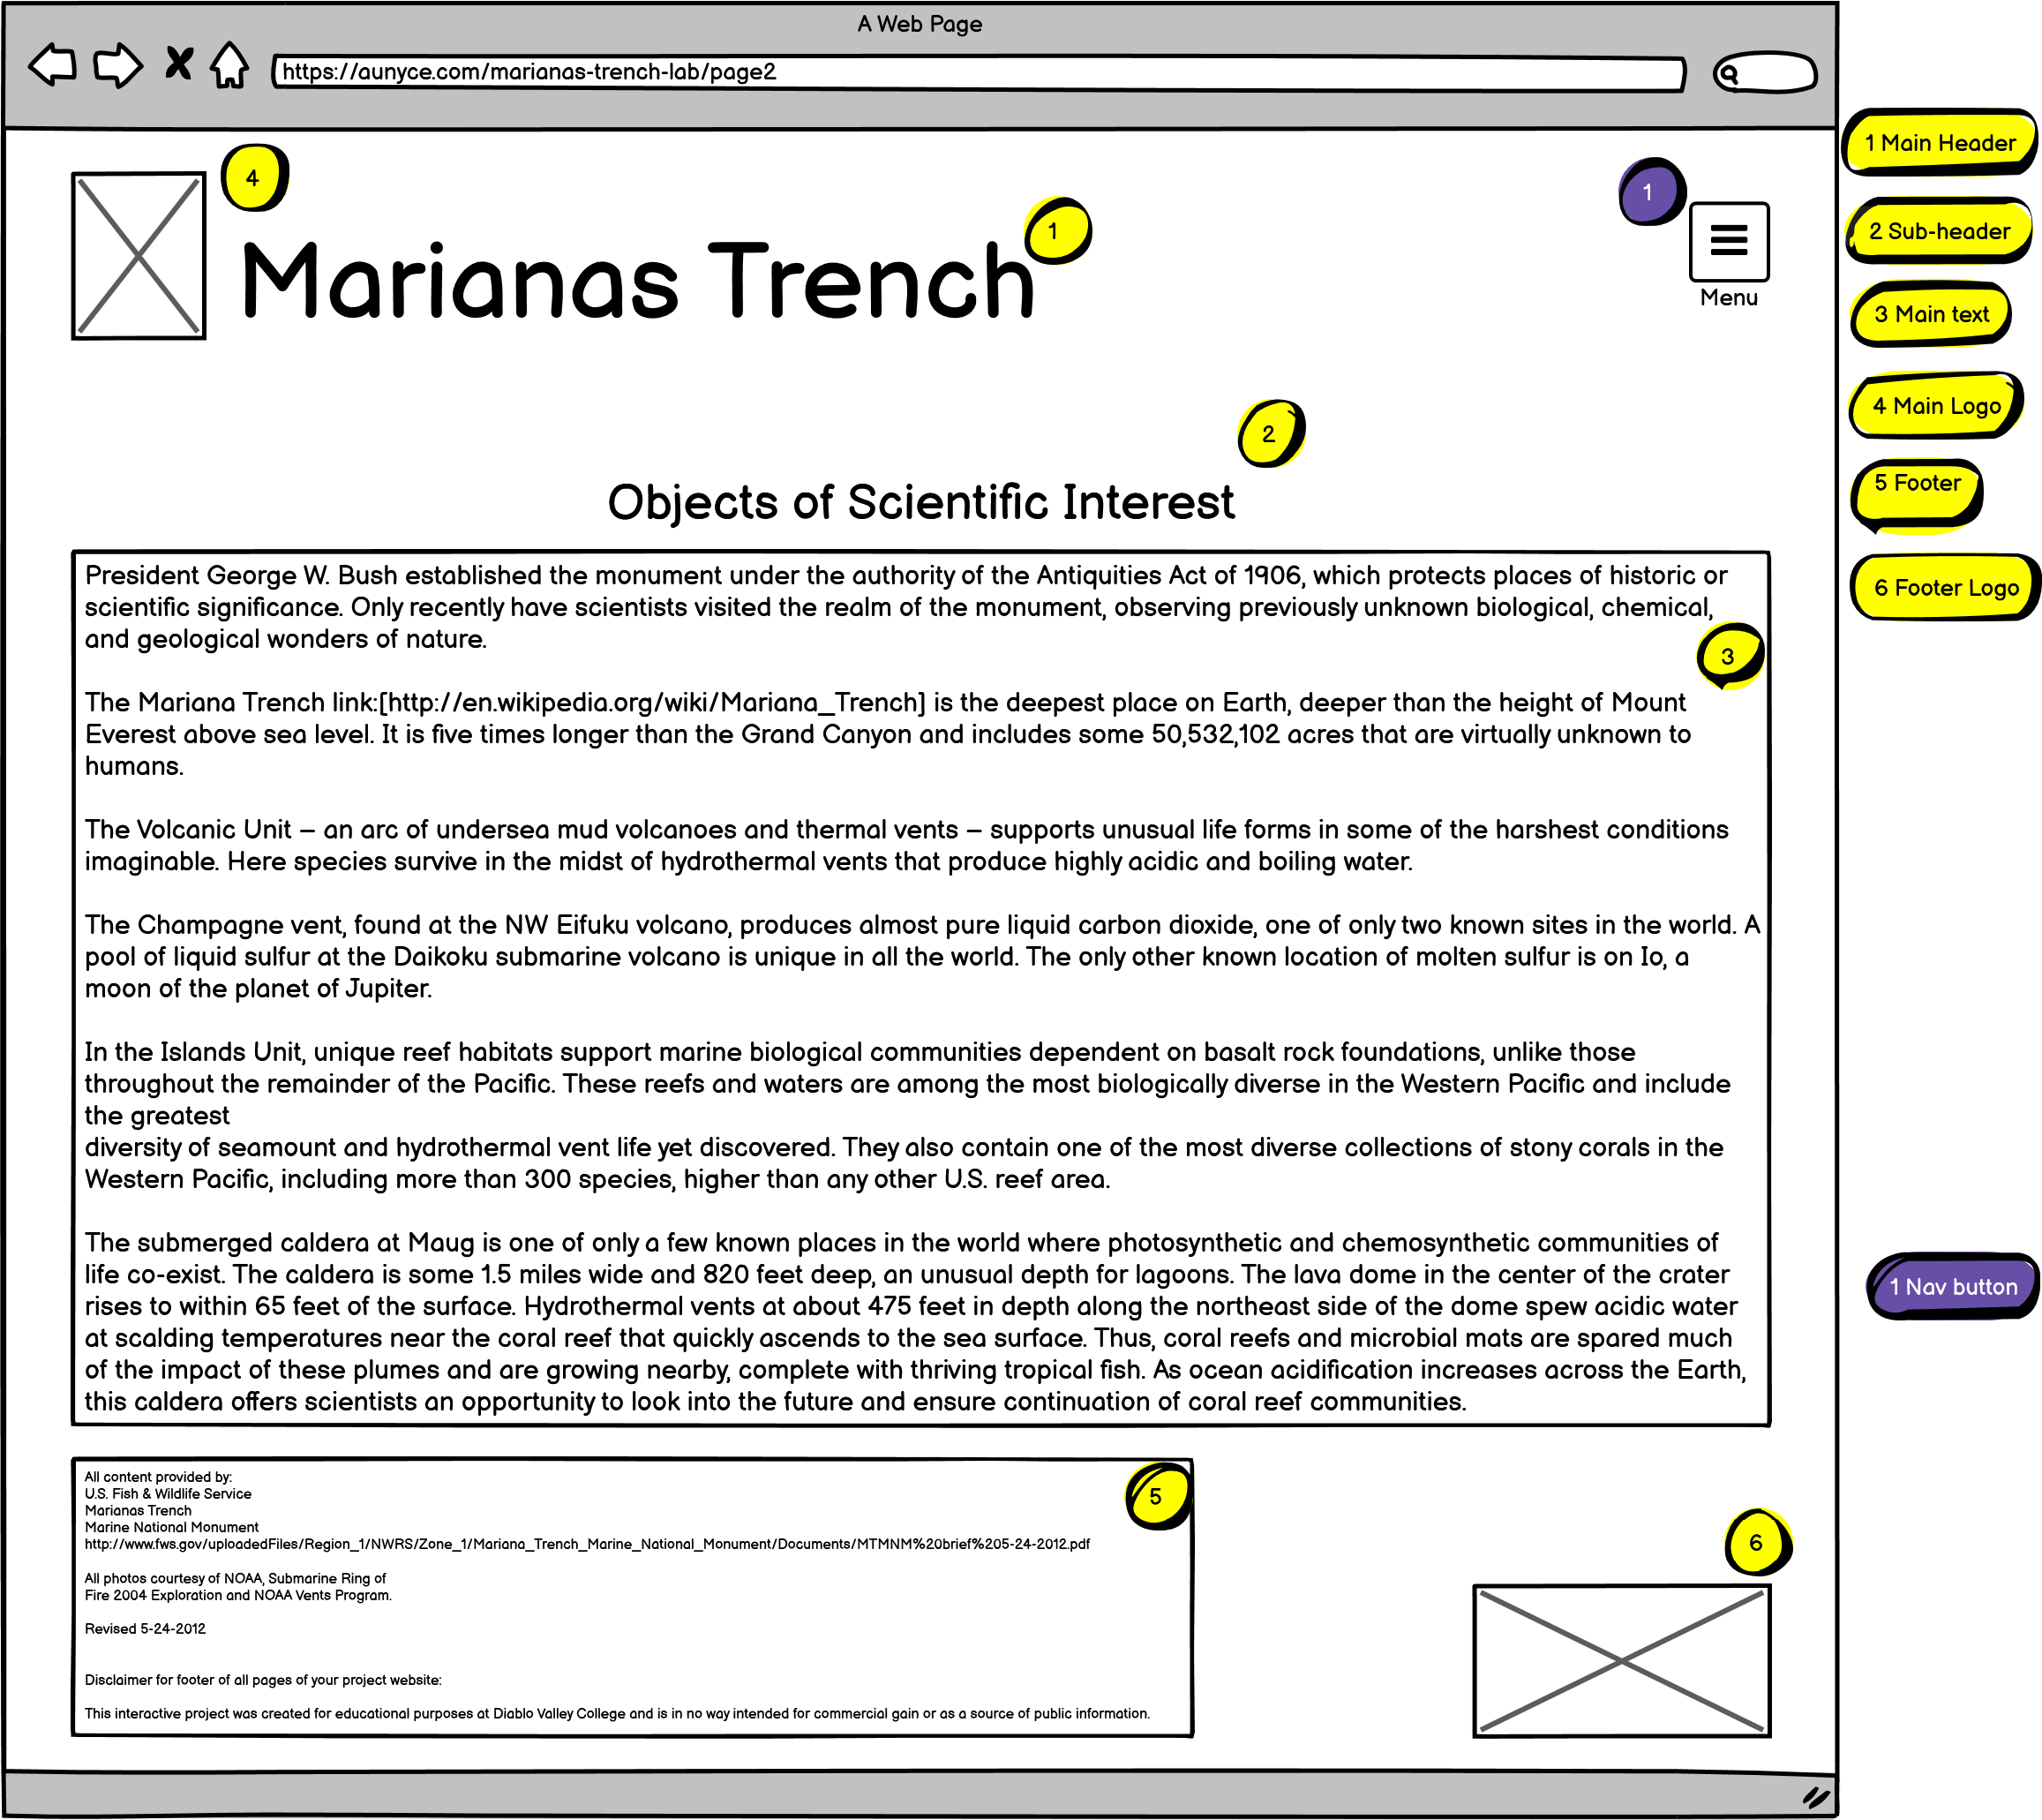 A Web Page
https://aunyce.com/marianas-trench-lab/page2
4
1
1
Marianas Trench
Menu
2
Objects of Scientific Interest
President George W. Bush established the monument under the authority of the Antiquities Act of 1906, which protects places of historic or
scientific significance. Only recently have scientists visited the realm of the monument, observing previously unknown biological, chemical,
and geological wonders of nature.
3
The Mariana Trench link:[http://en.wikipedia.org/wiki/Mariana_Trench] is the deepest place on Earth, deeper than the height of Mount
Everest above sea level. It is five times longer than the Grand Canyon and includes some 50,532,102 acres that are virtually unknown to
humans.
The Volcanic Unit – an arc of undersea mud volcanoes and thermal vents – supports unusual life forms in some of the harshest conditions
imaginable. Here species survive in the midst of hydrothermal vents that produce highly acidic and boiling water.
The Champagne vent, found at the NW Eifuku volcano, produces almost pure liquid carbon dioxide, one of only two known sites in the world. A
pool of liquid sulfur at the Daikoku submarine volcano is unique in all the world. The only other known location of molten sulfur is on Io, a
moon of the planet of Jupiter.
In the Islands Unit, unique reef habitats support marine biological communities dependent on basalt rock foundations, unlike those
throughout the remainder of the Pacific. These reefs and waters are among the most biologically diverse in the Western Pacific and include
the greatest
diversity of seamount and hydrothermal vent life yet discovered. They also contain one of the most diverse collections of stony corals in the
Western Pacific, including more than 300 species, higher than any other U.S. reef area.
The submerged caldera at Maug is one of only a few known places in the world where photosynthetic and chemosynthetic communities of
life co-exist. The caldera is some 1.5 miles wide and 820 feet deep, an unusual depth for lagoons. The lava dome in the center of the crater
rises to within 65 feet of the surface. Hydrothermal vents at about 475 feet in depth along the northeast side of the dome spew acidic water
at scalding temperatures near the coral reef that quickly ascends to the sea surface. Thus, coral reefs and microbial mats are spared much
of the impact of these plumes and are growing nearby, complete with thriving tropical fish. As ocean acidification increases across the Earth,
this caldera offers scientists an opportunity to look into the future and ensure continuation of coral reef communities.
All content provided by:
U.S. Fish & Wildlife Service
Marianas Trench
Marine National Monument
http://www.fws.gov/uploadedFiles/Region_1/NWRS/Zone_1/Mariana_Trench_Marine_National_Monument/Documents/MTMNM%20brief%205-24-2012.pdf
All photos courtesy of NOAA, Submarine Ring of
Fire 2004 Exploration and NOAA Vents Program.
Revised 5-24-2012
Disclaimer for footer of all pages of your project website:
This interactive project was created for educational purposes at Diablo Valley College and is in no way intended for commercial gain or as a source of public information.
5
6
1 Main Header
2 Sub-header
3 Main text
4 Main Logo
5 Footer
6 Footer Logo
1 Nav button